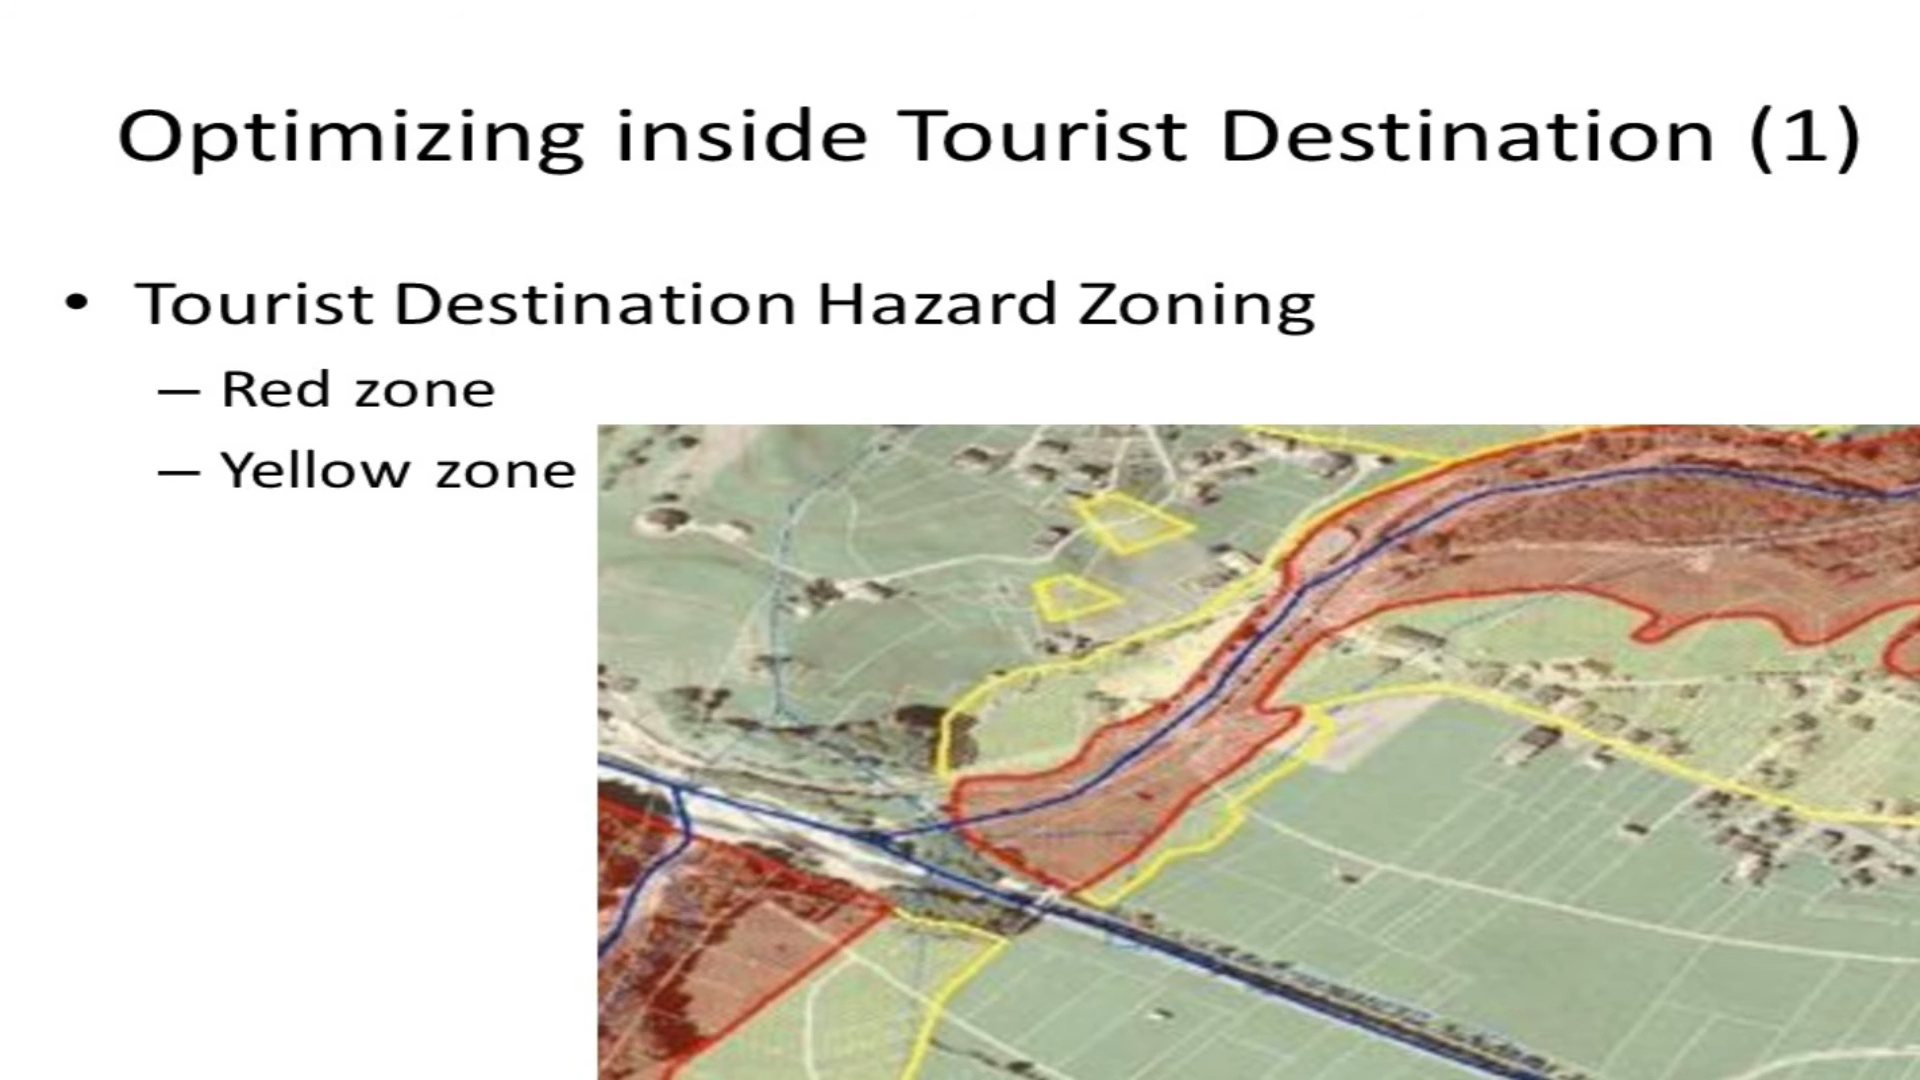 Optimizing inside Tourist Destination (1)
• Tourist Destination Hazard Zoning
– Red zone
– Yellow zone